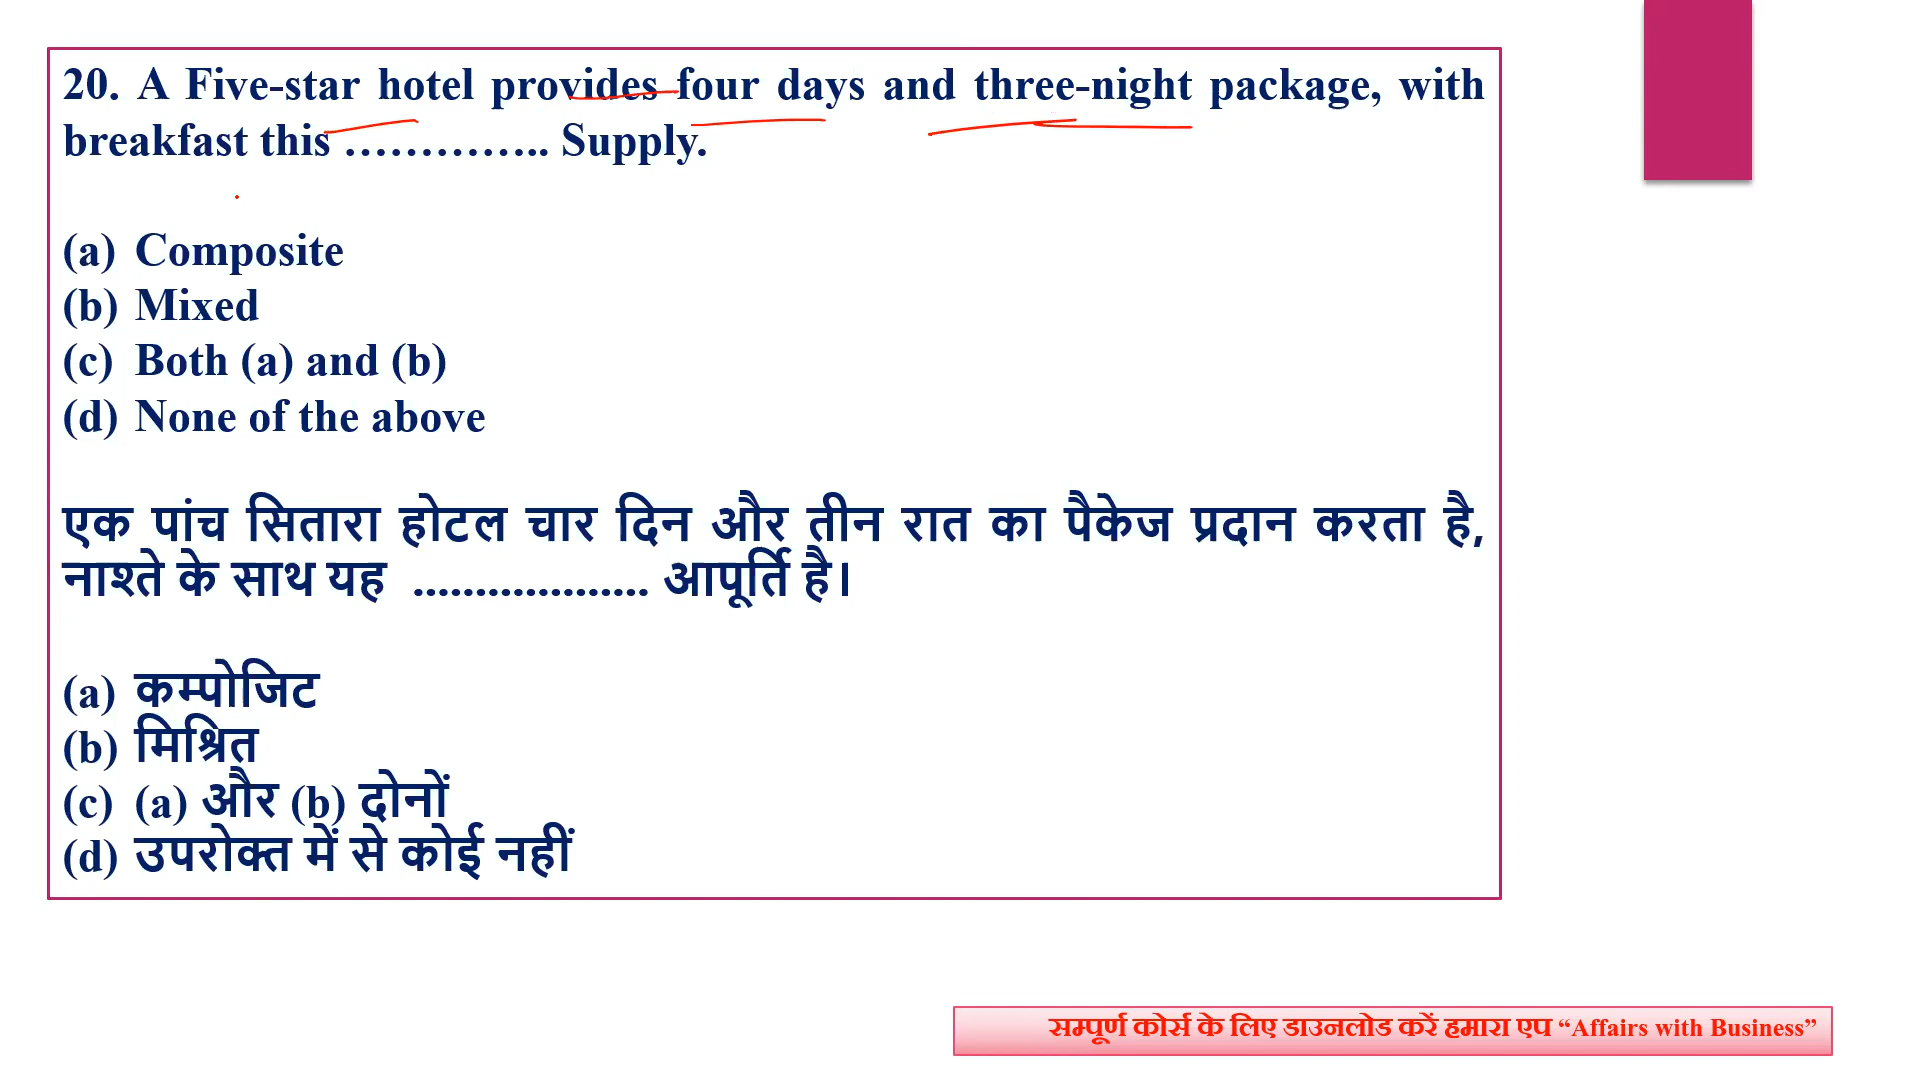 20. A Five-star hotel provides four days and three-night package, with
breakfast this ………….. Supply.
(a) Composite
(b) Mixed
(c) Both (a) and (b)
(d) None of the above
एक पांच सितारा होटल चार दिन और तीन रात का पैकेज प्रदान करता है,
नाश्ते के साथ यह ................... आपूर्ति है।
(a) कम्पोजिट
(b) मिश्रित
(c) (a) और (b) दोनों
(d) उपरोक्त में से कोई नहीं
सम्पूर्ण कोर्स के लिए डाउनलोड करें हमारा एप “Affairs with Business”